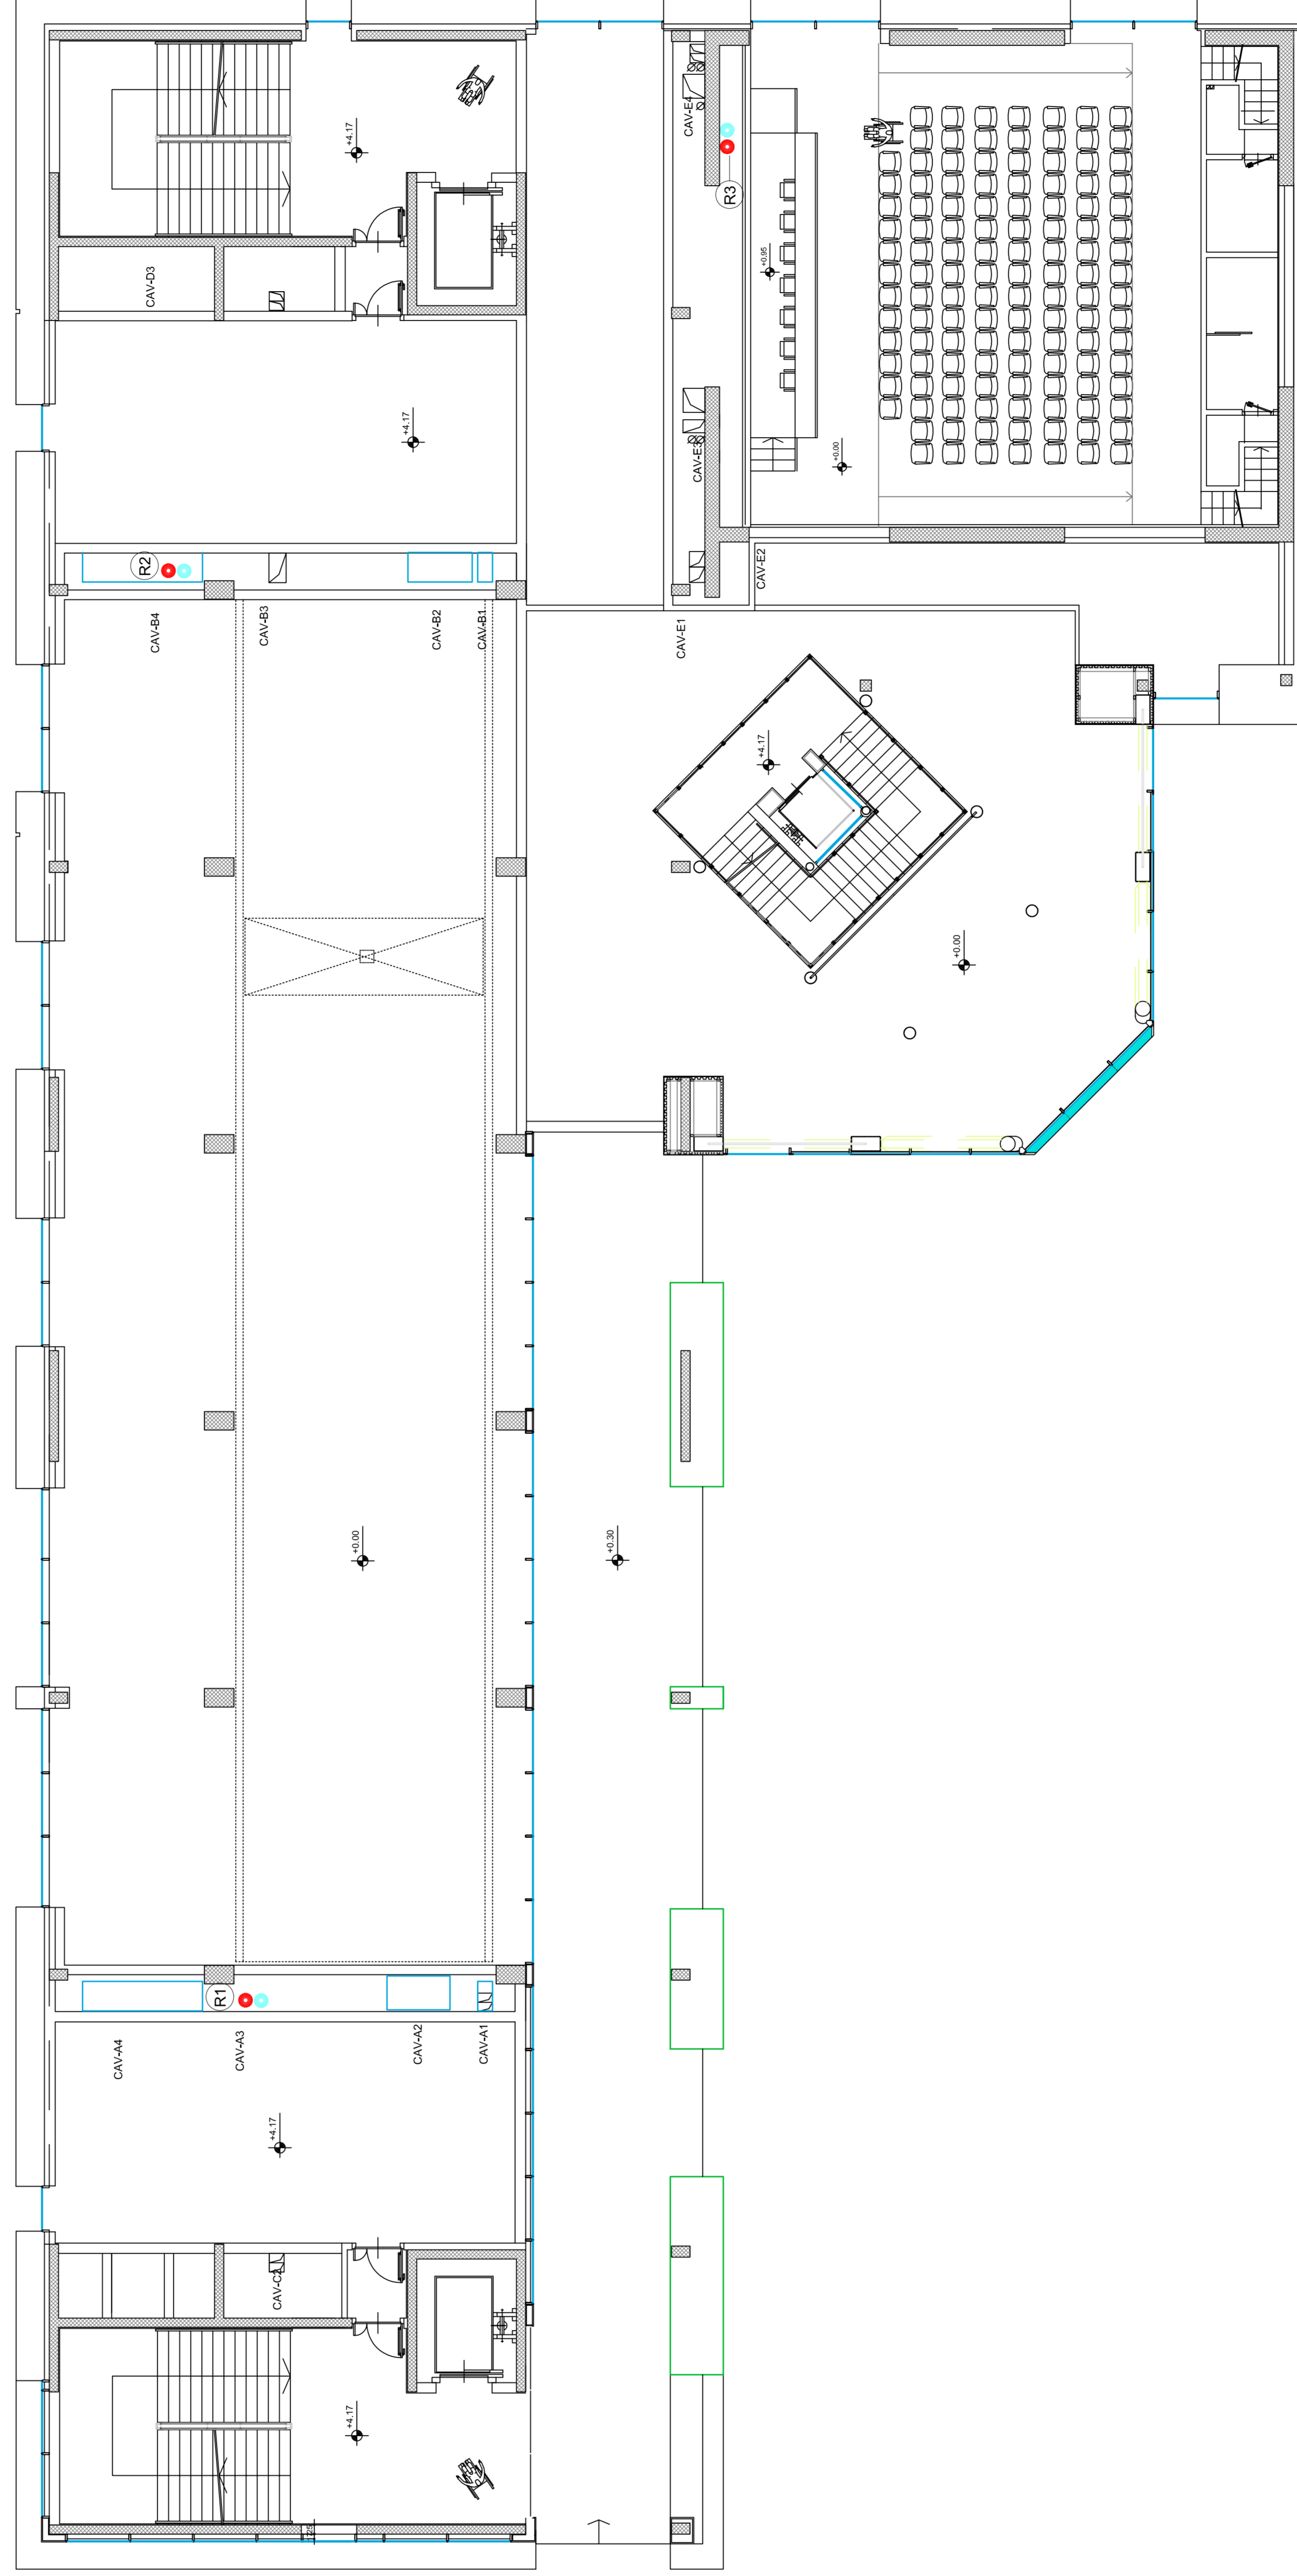 +4.17
CAV-E4
R3
CAV-D3
+0.95
+4.17
+0.00
CAV-E3
R2
CAV-E2
CAV-B4
CAV-B3
CAV-B2
CAV-B1
CAV-E1
+4.17
+0.00
+0.00
+0.30
R1
CAV-A4
CAV-A3
CAV-A2
CAV-A1
+4.17
CAV-C2
+4.17